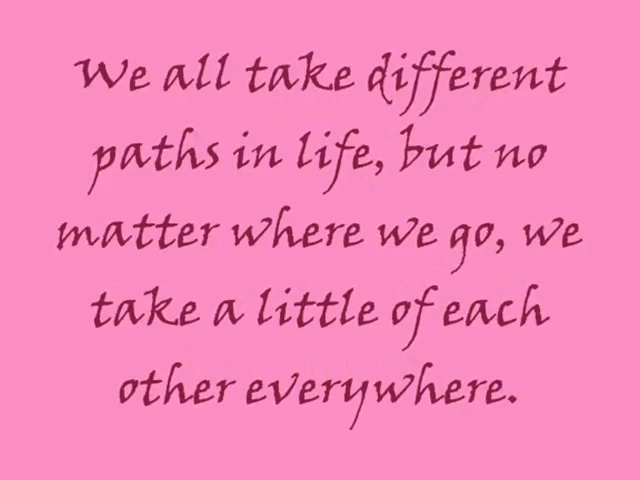 We all take different
paths in life, but no
matter where we go, we
take a little of each
other everywhere.